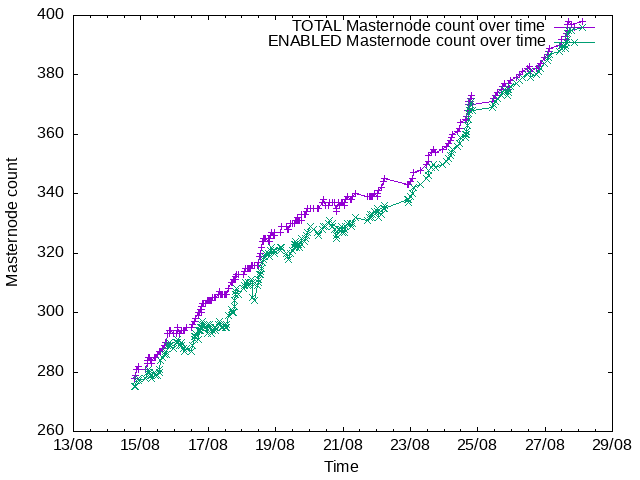 400
TOTAL Masternode count over time
ENABLED Masternode count over time
380
360
340
Masternode count
320
300
280
260
13/08 15/08 17/08 19/08 21/08 23/08 25/08 27/08 29/08
Time